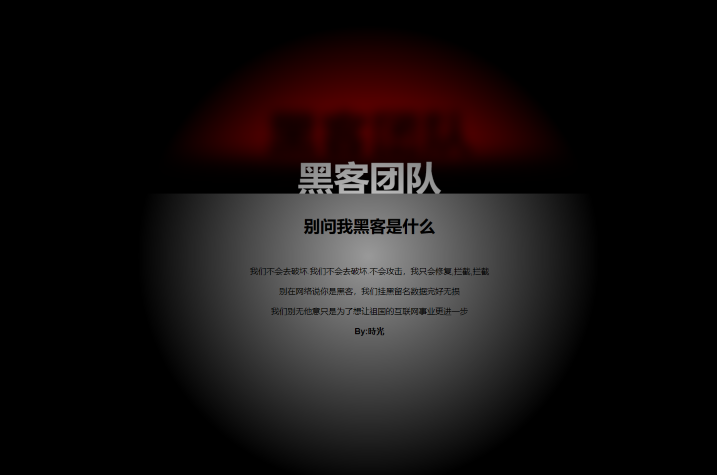 黑客团队
黑客团队
别问我黑客是什么
我们不会去破坏.我们不会去破坏.不会攻击，我只会修复,拦截,拦截
别在网络说你是黑客，我们挂黑留名数据完好无损
我们别无他意只是为了想让祖国的互联网事业更进一步
By:時光